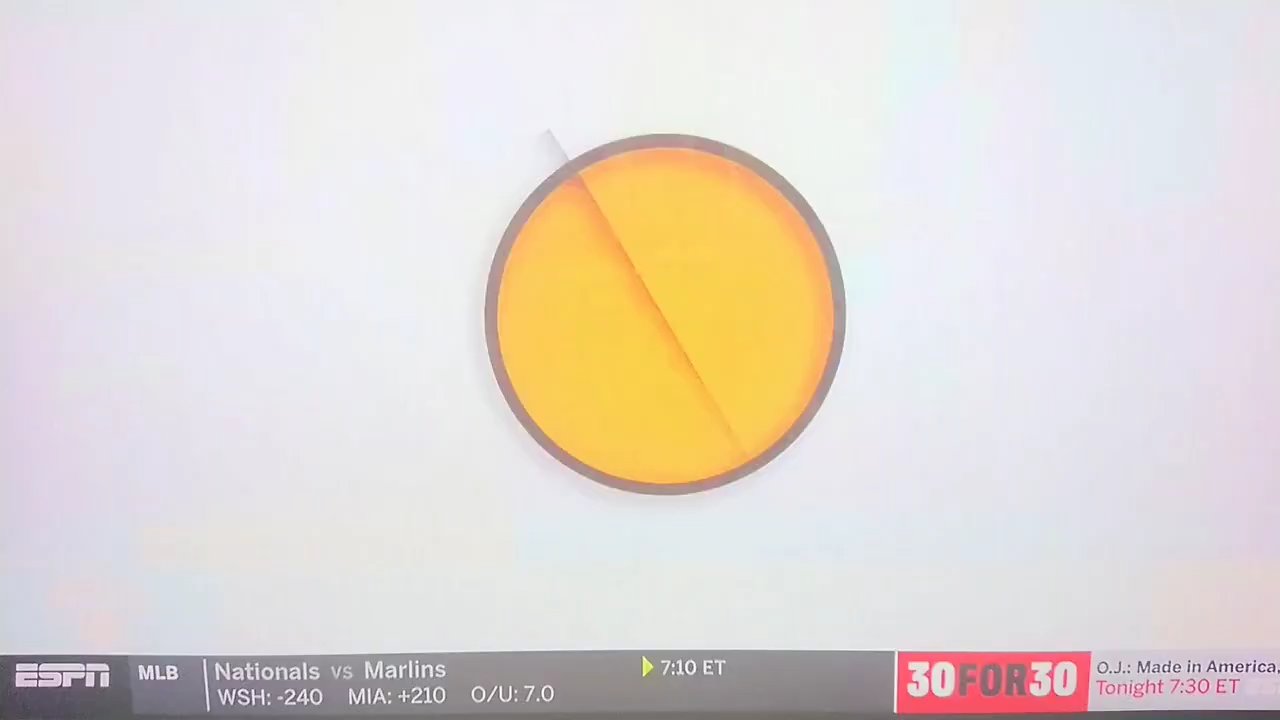 ESPN
MLB
Nationals vs Marlins
WSH: -240 MIA: +210 O/U: 7.0
7:10 ET
30FOR30
O.J.: Made in America,
Tonight 7:30 ET